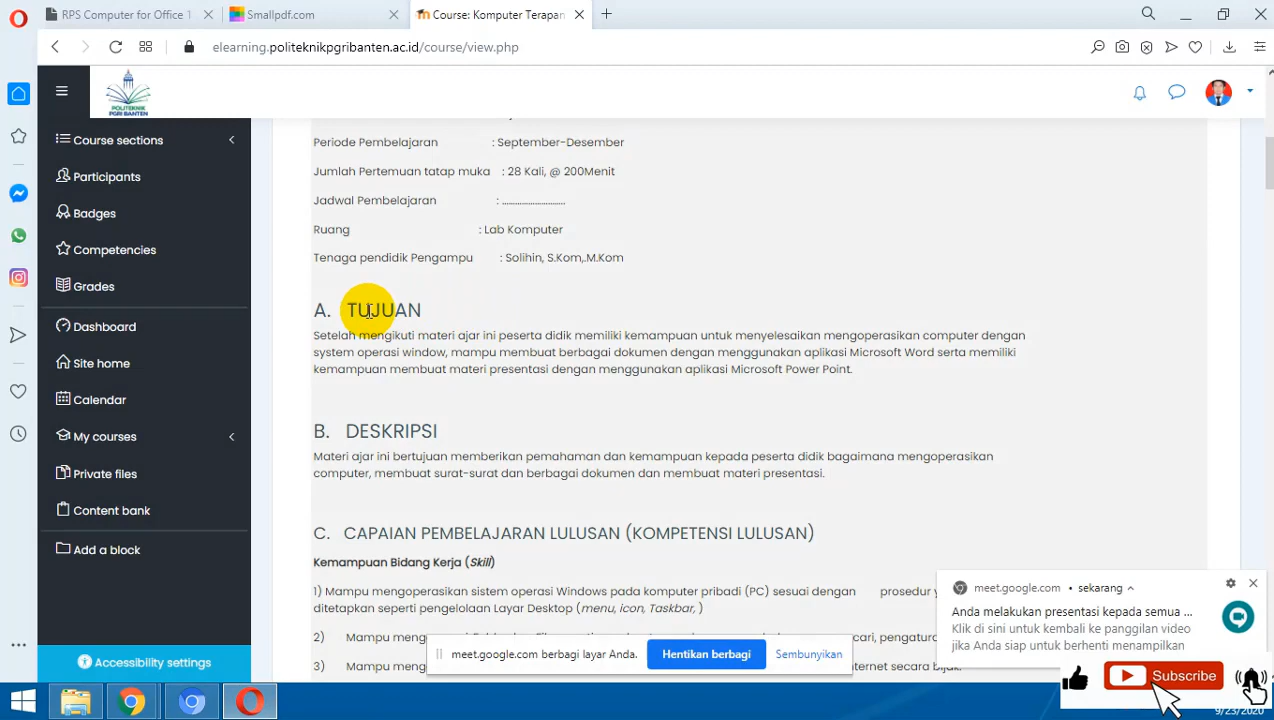 RPS Computer for Office 1
Smallpdf.com
Course: Komputer Terapan
elearning.politeknikpgribanten.ac.id/course/view.php
POLITEKNIK
PGRI BANTEN
Course sections
Participants
Badges
Competencies
Grades
Dashboard
Site home
Calendar
My courses
Private files
Content bank
Add a block
Accessibility settings
Periode Pembelajaran : September-Desember
Jumlah Pertemuan tatap muka : 28 Kali, @ 200Menit
Jadwal Pembelajaran : ..........................
Ruang : Lab Komputer
Tenaga pendidik Pengampu : Solihin, S.Kom,.M.Kom
A. TUJUAN
Setelah mengikuti materi ajar ini peserta didik memiliki kemampuan untuk menyelesaikan mengoperasikan computer dengan
system operasi window, mampu membuat berbagai dokumen dengan menggunakan aplikasi Microsoft Word serta memiliki
kemampuan membuat materi presentasi dengan menggunakan aplikasi Microsoft Power Point.
B. DESKRIPSI
Materi ajar ini bertujuan memberikan pemahaman dan kemampuan kepada peserta didik bagaimana mengoperasikan
computer, membuat surat-surat dan berbagai dokumen dan membuat materi presentasi.
C. CAPAIAN PEMBELAJARAN LULUSAN (KOMPETENSI LULUSAN)
Kemampuan Bidang Kerja (Skill)
1) Mampu mengoperasikan sistem operasi Windows pada komputer pribadi (PC) sesuai dengan prosedur
ditetapkan seperti pengelolaan Layar Desktop (menu, icon, Taskbar, )
2) Mampu
3) Mampu
internet secara bijak.
meet.google.com berbagi layar Anda.
Hentikan berbagi
Sembunyikan
meet.google.com • sekarang
Anda melakukan presentasi kepada semua ...
Klik di sini untuk kembali ke panggilan video
jika Anda siap untuk berhenti menampilkan
Subscribe
9/23/2020